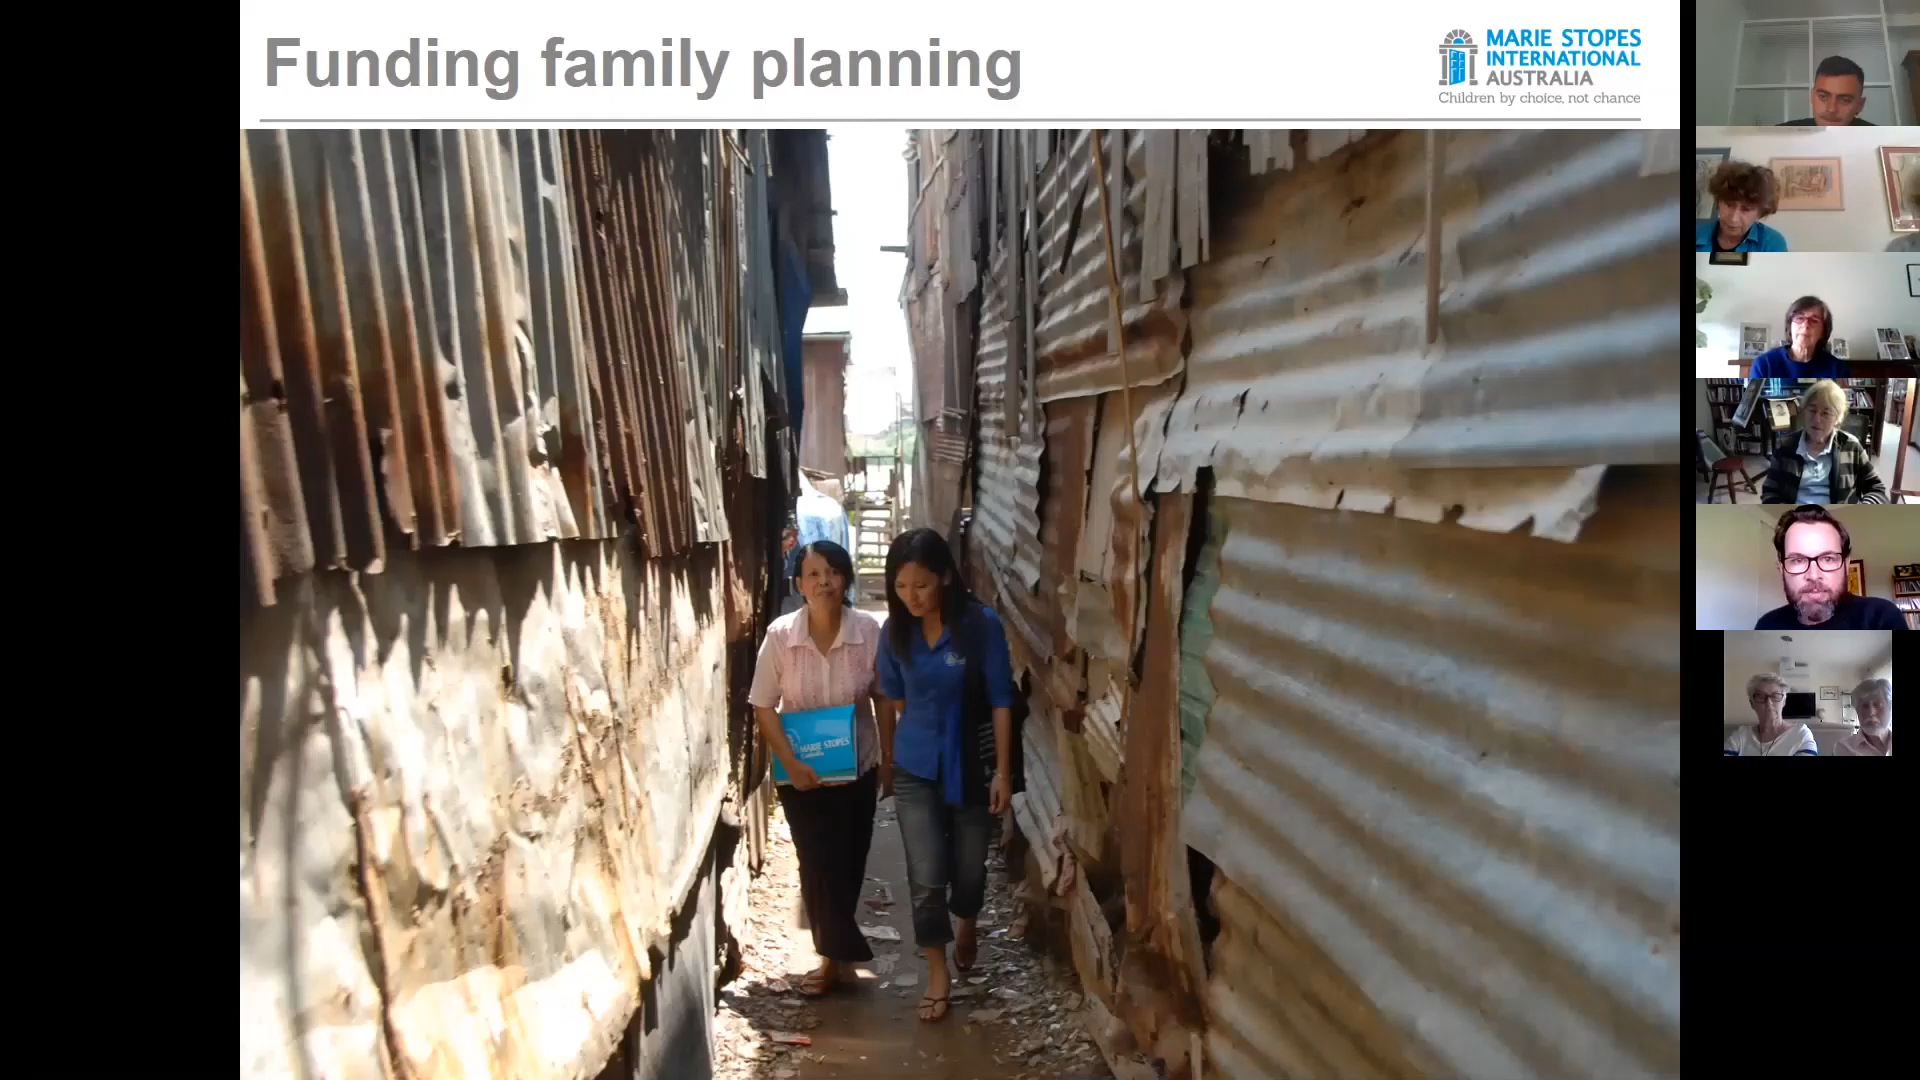 Funding family planning
MARIE STOPES
INTERNATIONAL
AUSTRALIA
Children by choice, not chance
MARIE STOPES